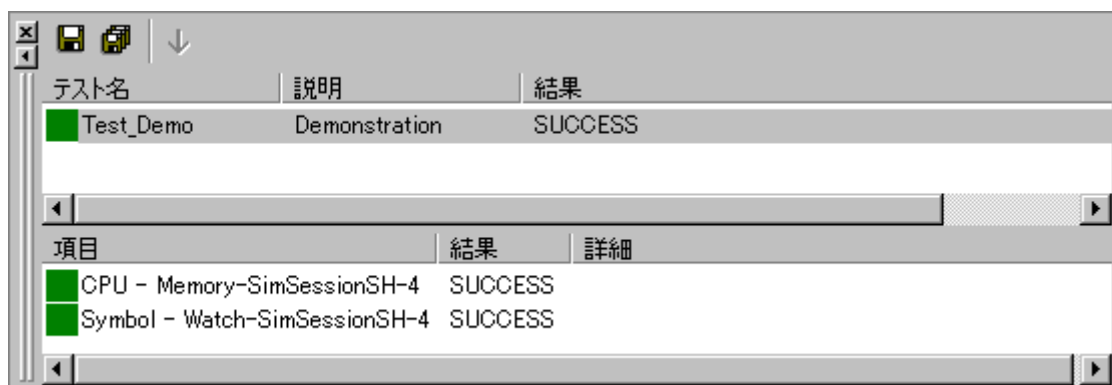 テスト名 説明 結果
Test_Demo Demonstration SUCCESS
項目 結果 詳細
CPU - Memory-SimSessionSH-4 SUCCESS
Symbol - Watch-SimSessionSH-4 SUCCESS